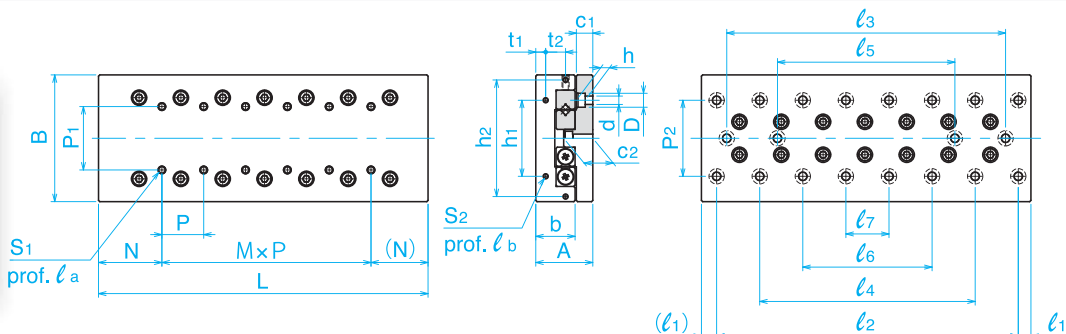 B
P1
S1
prof. ℓa
P
N
M×P
(N)
L
t1
t2
c1
h
h2
h1
d
D
c2
S2
prof. ℓb
b
A
ℓ3
ℓ5
P2
ℓ7
ℓ6
ℓ4
(ℓ1)
ℓ2
ℓ1